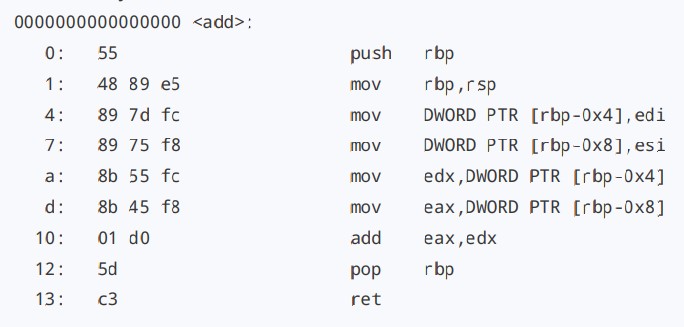 0000000000000000 <add>:
0: 55 push rbp
1: 48 89 e5 mov rbp,rsp
4: 89 7d fc mov DWORD PTR [rbp-0x4],edi
7: 89 75 f8 mov DWORD PTR [rbp-0x8],esi
a: 8b 55 fc mov edx,DWORD PTR [rbp-0x4]
d: 8b 45 f8 mov eax,DWORD PTR [rbp-0x8]
10: 01 d0 add eax,edx
12: 5d pop rbp
13: c3 ret